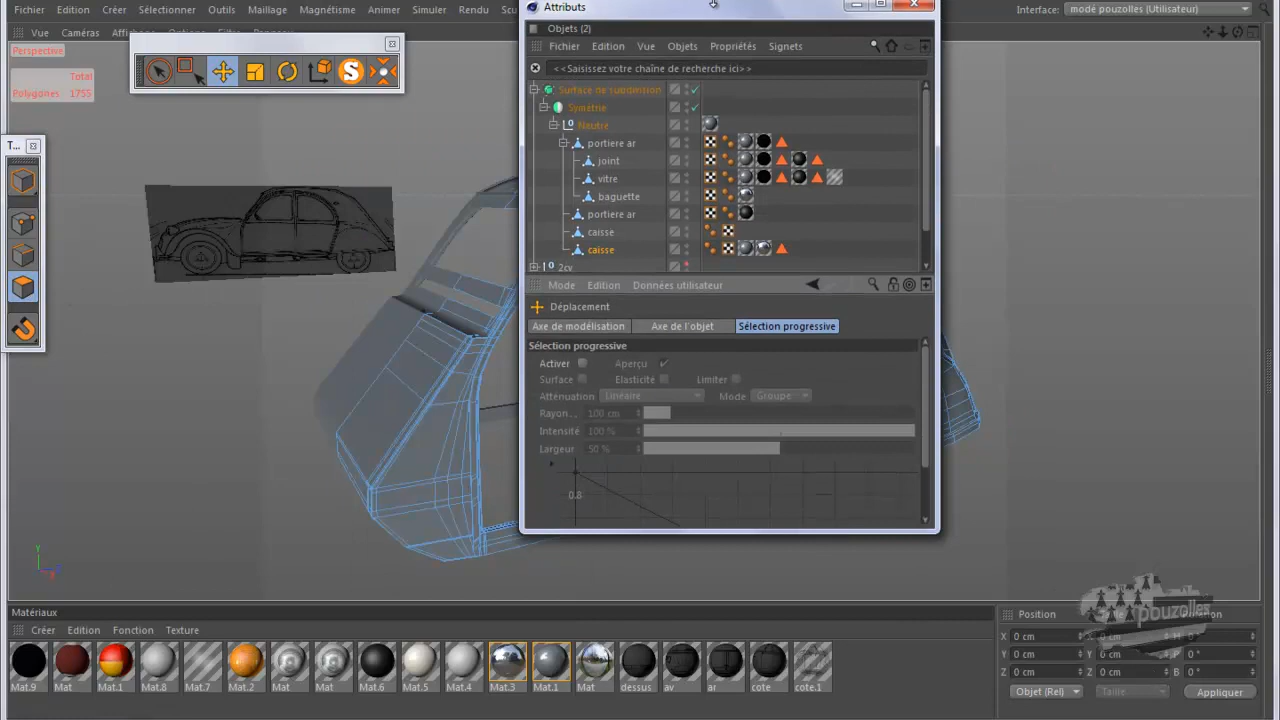 Fichier Edition Créer Sélectionner Outils Maillage Magnétisme Animer Simuler Rendu
Interface: modé pouzolles (Utilisateur)
Attributs
Objets (2)
Vue Caméras
Perspective
Total
Polygones 1755
Fichier Edition Vue Objets Propriétés Signets
<<Saisissez votre chaîne de recherche ici>>
Surface de subdivision
Symétrie
Neutre
portiere ar
joint
vitre
baguette
portiere ar
caisse
caisse
2cv
T...
Mode Edition Données utilisateur
Déplacement
Axe de modélisation Axe de l'objet Sélection progressive
Sélection progressive
Activer Aperçu
Surface Elasticité Limiter
Attenuation Linéaire Mode Groupe
Rayon... 100 cm
Intensité 100 %
Largeur 50 %
0.8
Y
Matériaux
Créer Edition Fonction Texture
Mat.9 Mat Mat.1 Mat.8 Mat.7 Mat.2 Mat Mat Mat.6 Mat.5 Mat.4 Mat.3 Mat.1 Mat dessus av ar cote cote.1
pouzolles
Position
X 0 cm 0 cm H 0 °
Y 0 cm 0 cm P 0 °
Z 0 cm 0 cm B 0 °
Objet (Rel) Taille Appliquer